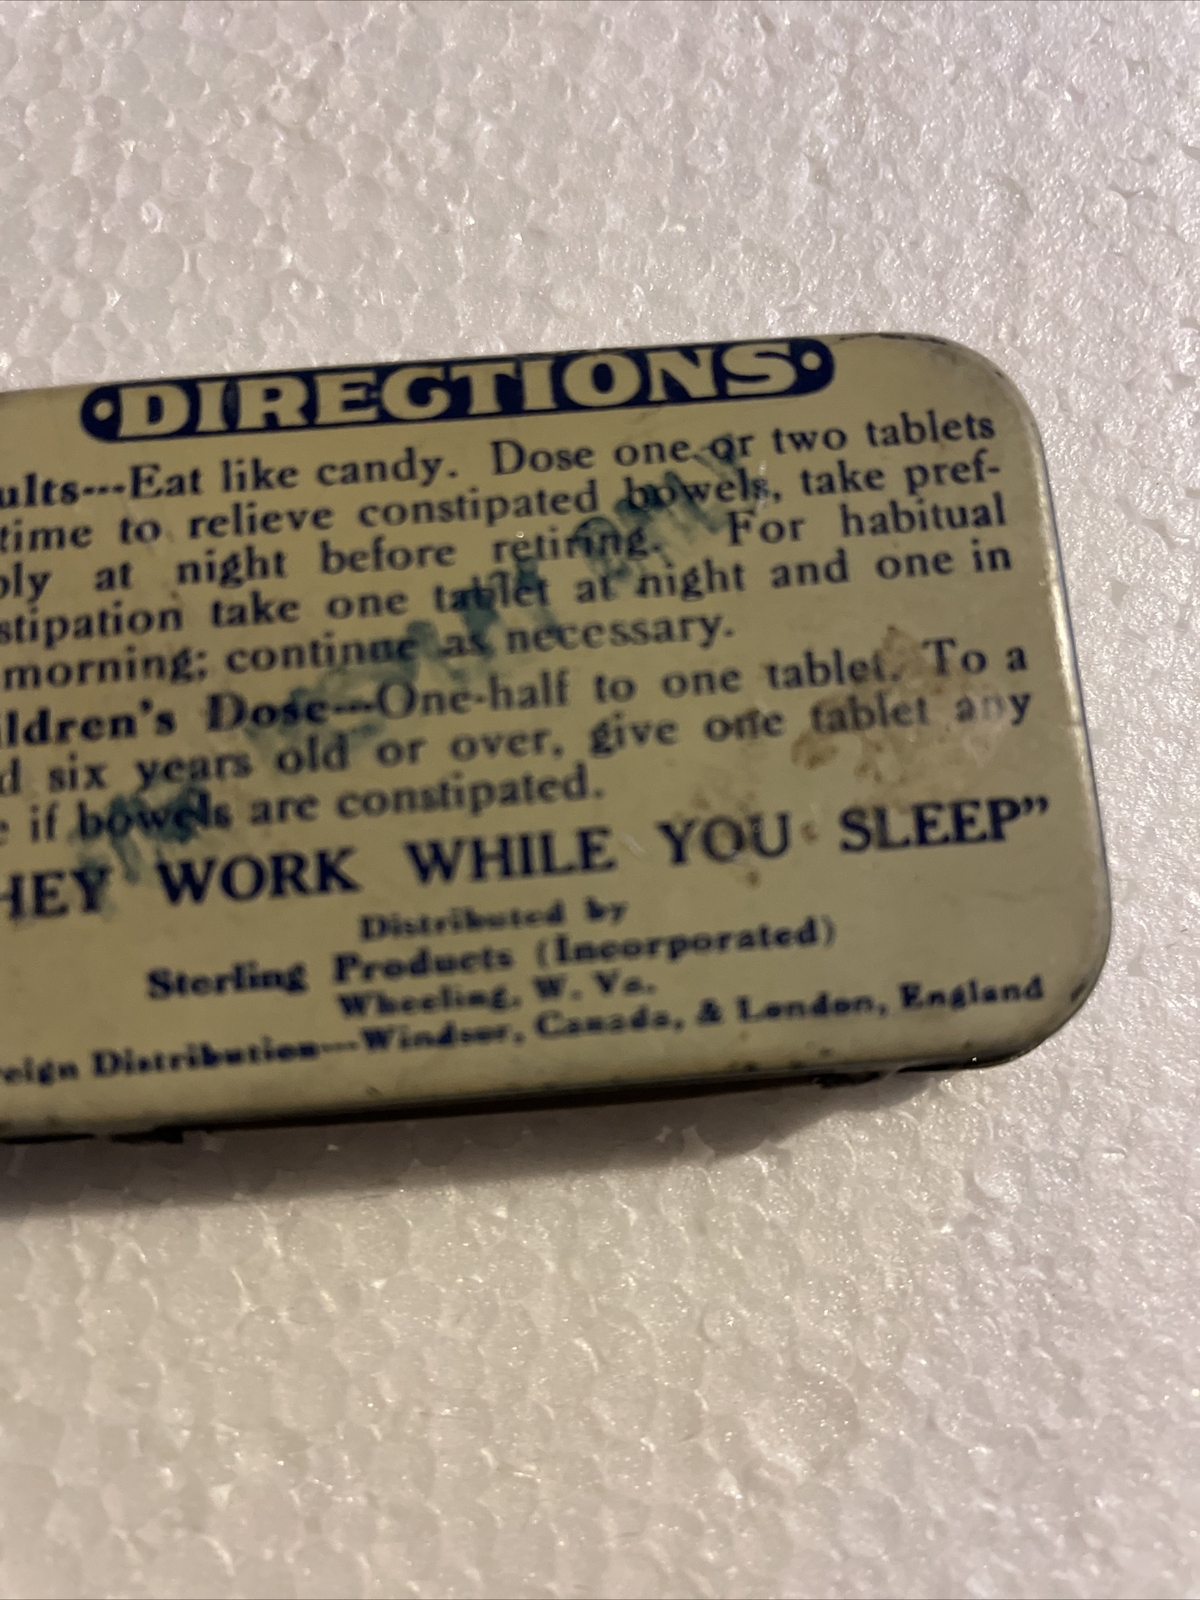 DIRECTIONS
ults---Eat like candy. Dose one or two tablets
time to relieve constipated bowels, take pref-
bly at night before retiring. For habitual
stipation take one tablet at night and one in
morning; continue as necessary.
ildren's Dose---One-half to one tablet. To a
d six years old or over, give one tablet any
e if bowels are constipated.
HEY WORK WHILE YOU SLEEP”
Distributed by
Sterling Products (Incorporated)
Wheeling, W. Va.
reign Distribution---Windsor, Canada, & London, England